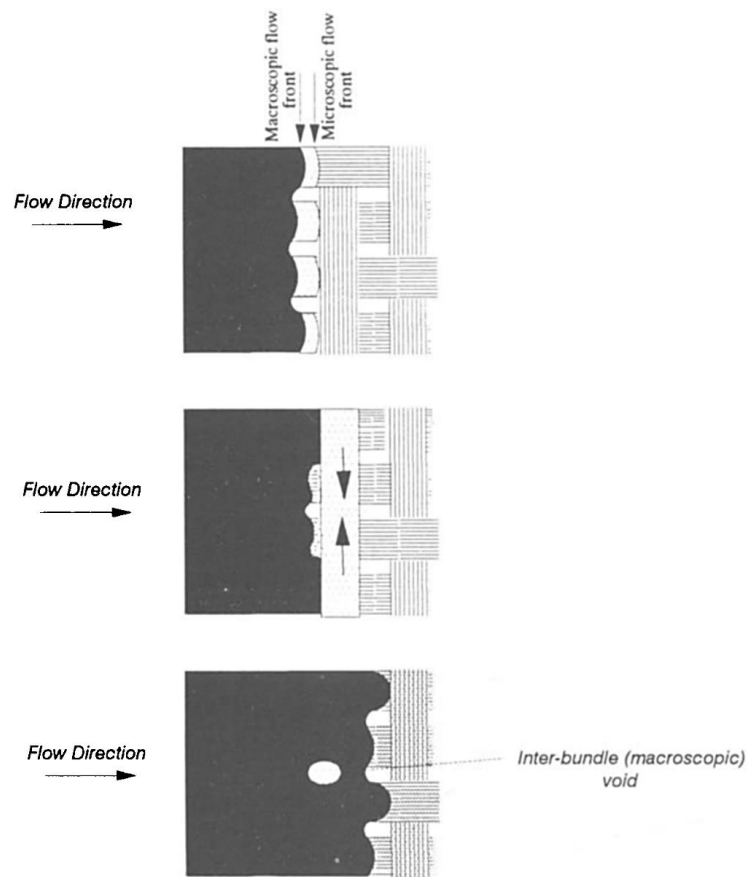 Macroscopic flow
front
Microscopic flow
front
Flow Direction
Flow Direction
Flow Direction
Inter-bundle (macroscopic)
void